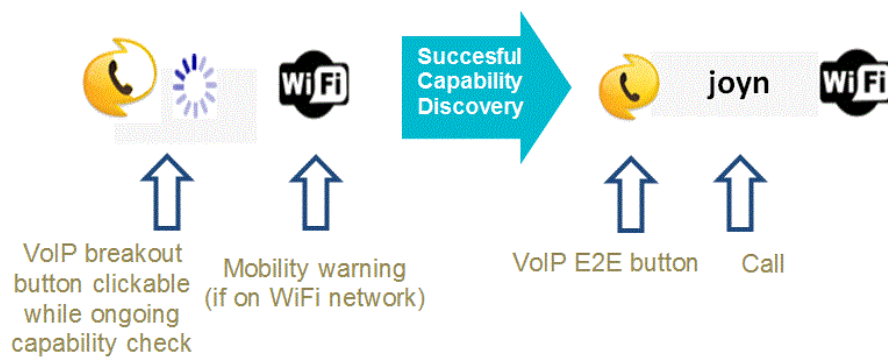 WiFi
Succesful
Capability
Discovery
joyn
WiFi
VoIP breakout
button clickable
while ongoing
capability check
Mobility warning
(if on WiFi network)
VoIP E2E button
Call